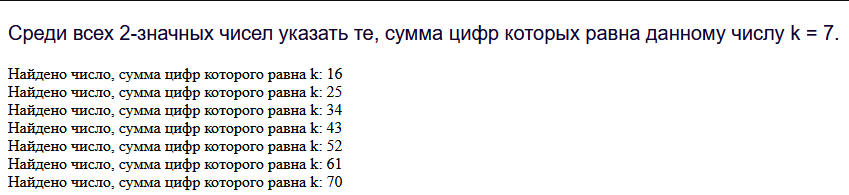 Среди всех 2-значных чисел указать те, сумма цифр которых равна данному числу k = 7.
Найдено число, сумма цифр которого равна k: 16
Найдено число, сумма цифр которого равна k: 25
Найдено число, сумма цифр которого равна k: 34
Найдено число, сумма цифр которого равна k: 43
Найдено число, сумма цифр которого равна k: 52
Найдено число, сумма цифр которого равна k: 61
Найдено число, сумма цифр которого равна k: 70